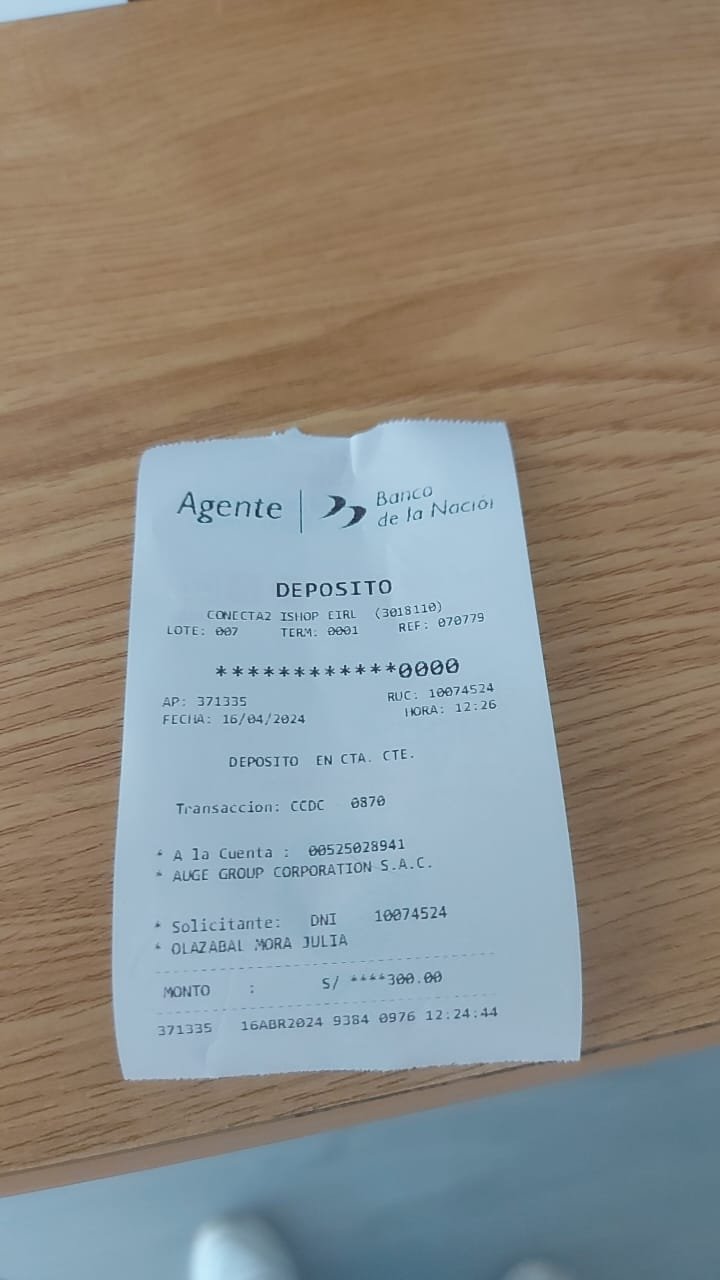 Agente | Banco
de la Nación
DEPOSITO
CONECTA2 ISHOP EIRL (3018110)
LOTE: 007 TERM: 0001 REF: 070779
************0000
AP: 371335 RUC: 10074524
FECHA: 16/04/2024 HORA: 12:26
DEPOSITO EN CTA. CTE.
Transaccion: CCDC 0870
* A la Cuenta : 00525028941
* AUGE GROUP CORPORATION S.A.C.
* Solicitante: DNI 10074524
* OLAZABAL MORA JULIA
MONTO : S/ ****300.00
371335 16ABR2024 9384 0976 12:24:44